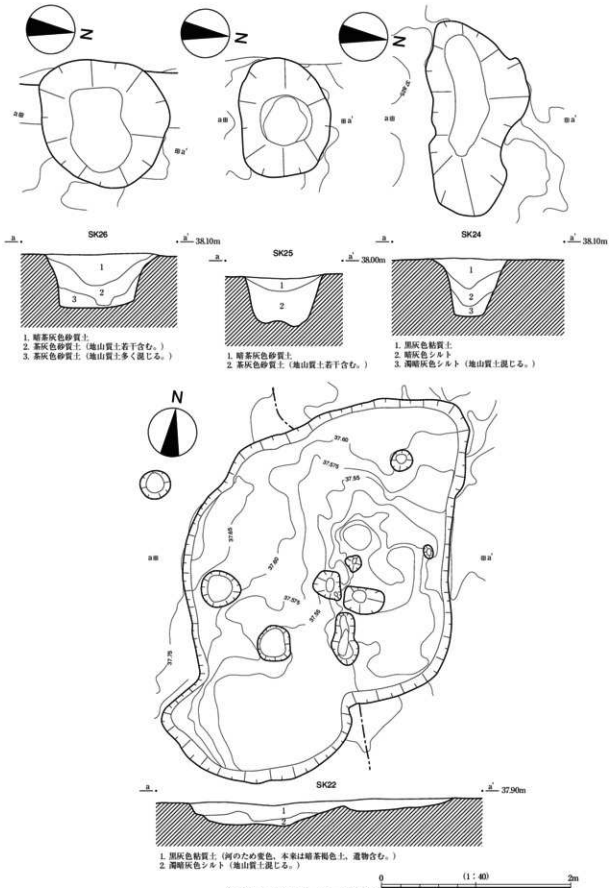 N
N
N
a
a'
a
a'
37.85
a
a'
SK26
a
a' 38.10m
1
2
3
SK25
a
a' 38.00m
1
2
SK24
a
a' 38.10m
1
2
3
1. 暗茶灰色砂質土
2. 茶灰色砂質土(地山質土若干含む。)
3. 茶灰色砂質土(地山質土多く混じる。)
1. 暗茶灰色砂質土
2. 茶灰色砂質土(地山質土若干含む。)
1. 黒灰色粘質土
2. 暗灰色シルト
3. 濁暗灰色シルト(地山質土混じる。)
N
37.60
37.575
37.55
37.65
37.60
37.575
37.55
37.75
a
a'
SK22
a
a' 37.90m
1
2
1. 黒灰色粘質土(河のため変色、本来は暗茶褐色土、遺物含む。)
2. 濁暗灰色シルト(地山質土混じる。)
0 (1:40) 2m